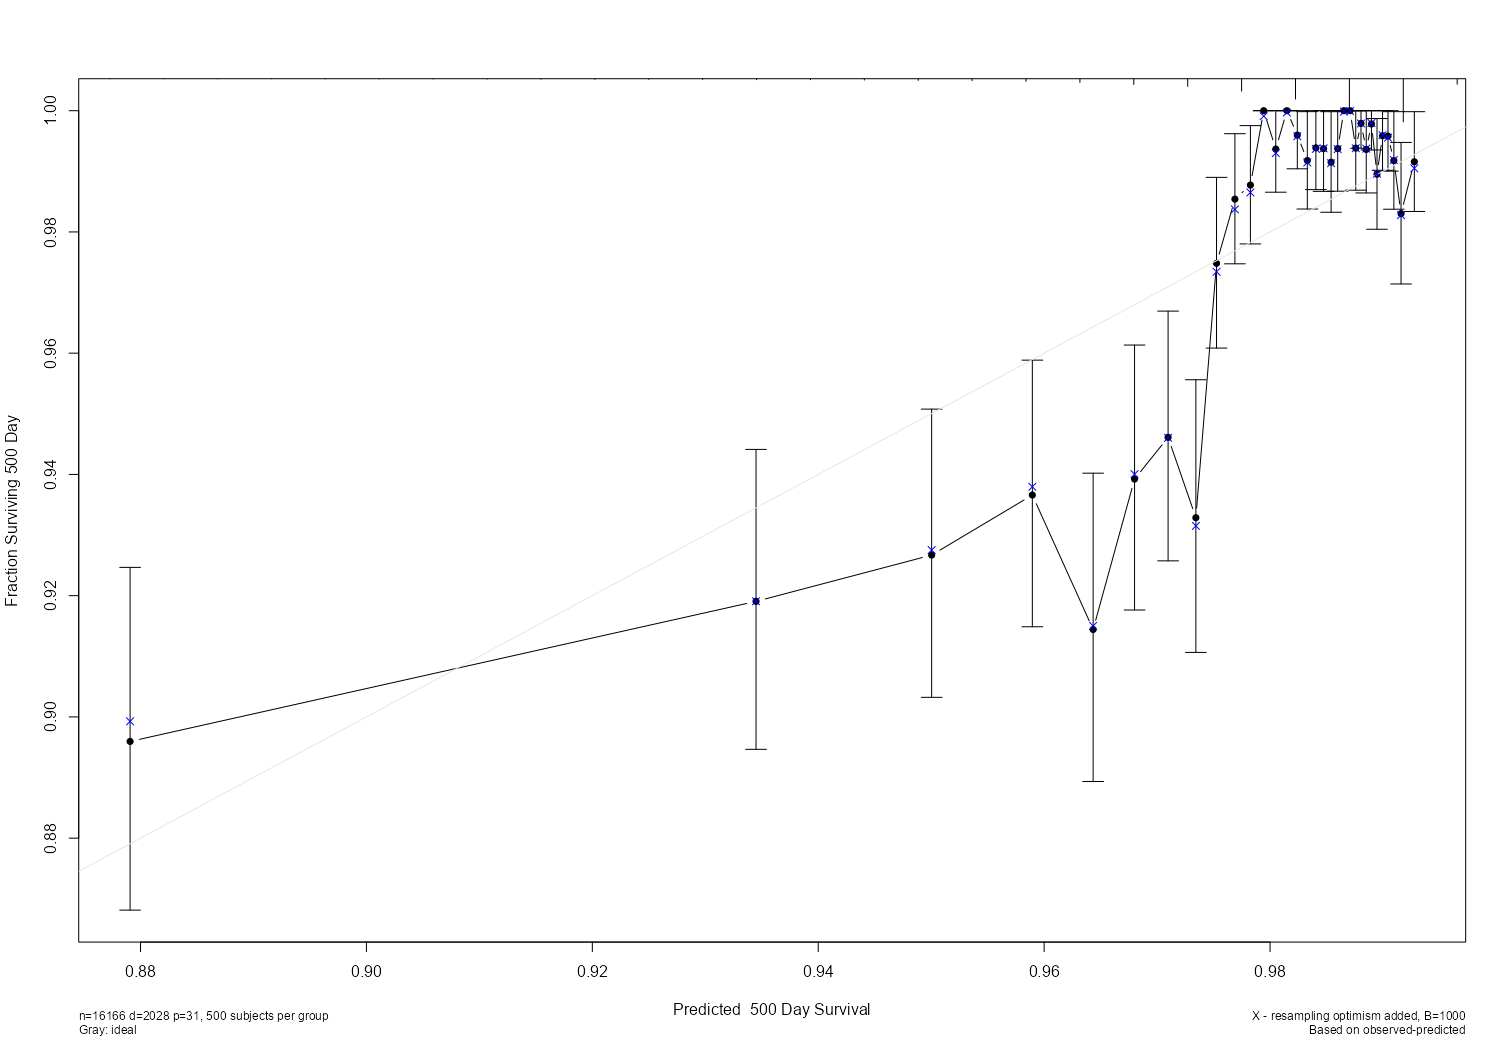 1.00
0.98
0.96
0.94
0.92
0.90
0.88
Fraction Surviving 500 Day
0.88 0.90 0.92 0.94 0.96 0.98
Predicted  500 Day Survival
n=16166 d=2028 p=31, 500 subjects per group
Gray: ideal
X - resampling optimism added, B=1000
Based on observed-predicted